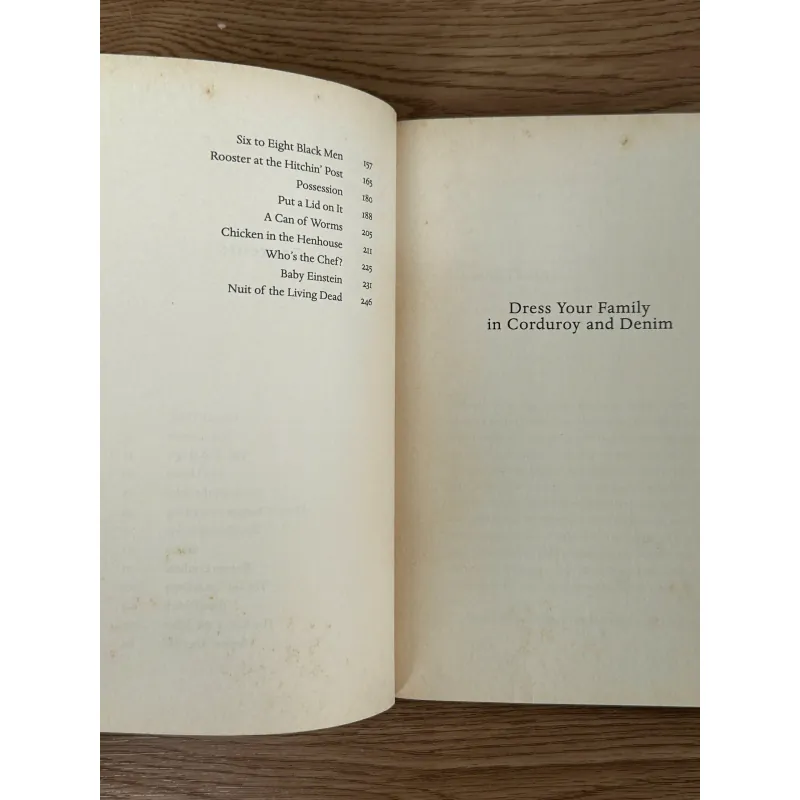 Six to Eight Black Men 157
Rooster at the Hitchin' Post 165
Possession 180
Put a Lid on It 188
A Can of Worms 205
Chicken in the Henhouse 211
Who's the Chef? 225
Baby Einstein 231
Nuit of the Living Dead 246
Dress Your Family
in Corduroy and Denim